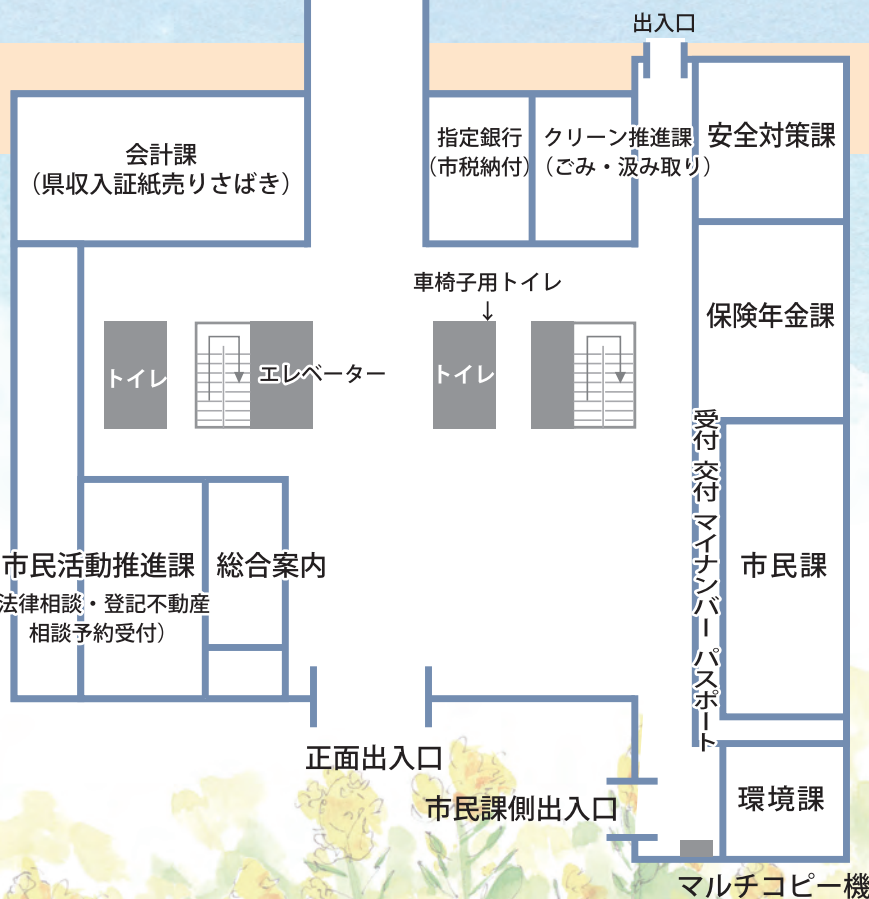 出入口
会計課
（県収入証紙売りさばき）
指定銀行
（市税納付）
クリーン推進課
（ごみ・汲み取り）
安全対策課
車椅子用トイレ
↓
保険年金課
トイレ
エレベーター
トイレ
受付 交付 マイナンバー パスポート
市民課
市民活動推進課
法律相談・登記不動産
相談予約受付）
総合案内
正面出入口
市民課側出入口
環境課
マルチコピー機